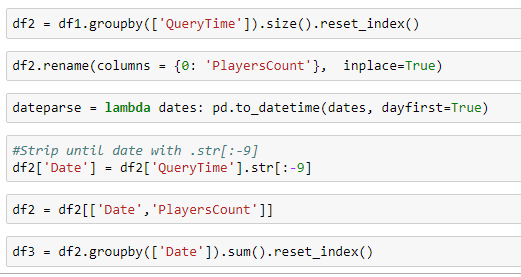 df2 = df1.groupby(['QueryTime']).size().reset_index()
df2.rename(columns = {0: 'PlayersCount'},  inplace=True)
dateparse = lambda dates: pd.to_datetime(dates, dayfirst=True)
#Strip until date with .str[:-9]
df2['Date'] = df2['QueryTime'].str[:-9]
df2 = df2[['Date','PlayersCount']]
df3 = df2.groupby(['Date']).sum().reset_index()